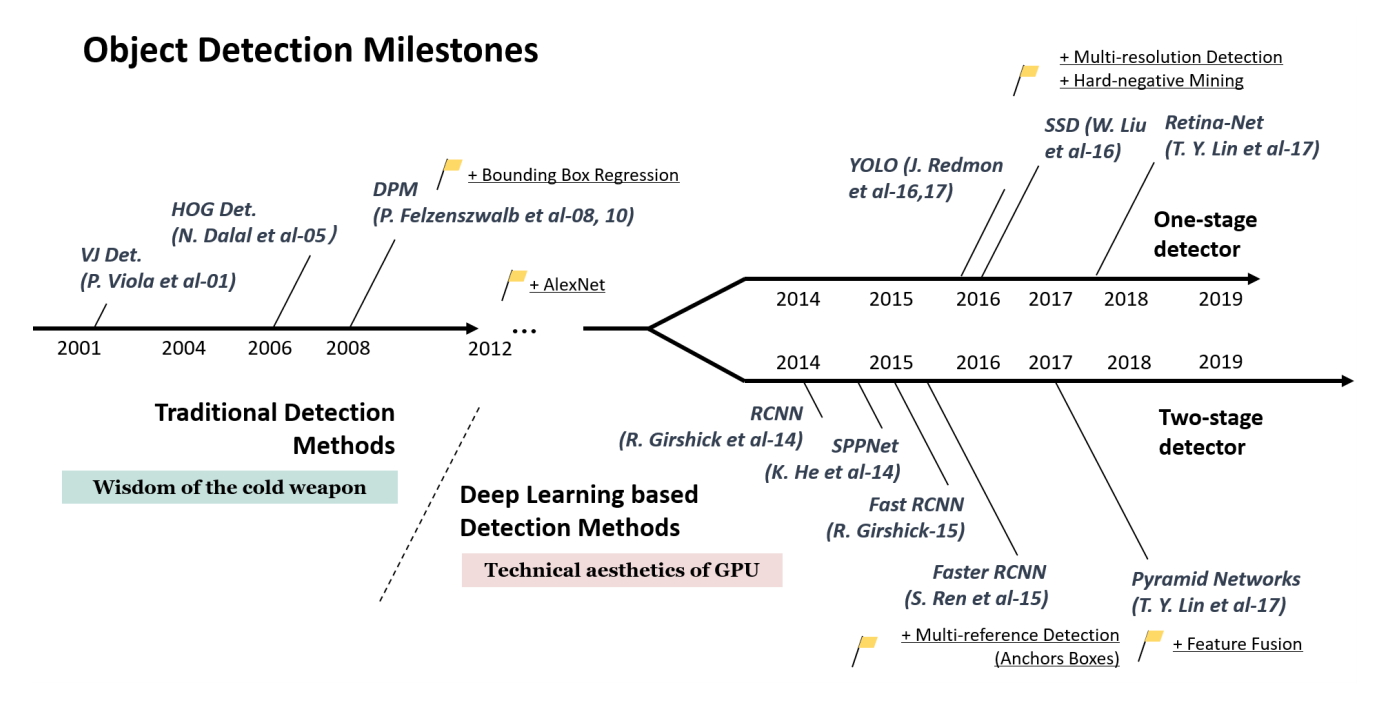 Object Detection Milestones
+ Multi-resolution Detection
+ Hard-negative Mining
SSD (W. Liu
et al-16)
Retina-Net
(T. Y. Lin et al-17)
YOLO (J. Redmon
et al-16,17)
+ Bounding Box Regression
DPM
(P. Felzenszwalb et al-08, 10)
HOG Det.
(N. Dalal et al-05)
VJ Det.
(P. Viola et al-01)
+ AlexNet
...
One-stage
detector
2014 2015 2016 2017 2018 2019
2001 2004 2006 2008 2012
2014 2015 2016 2017 2018 2019
Traditional Detection
Methods
Wisdom of the cold weapon
Deep Learning based
Detection Methods
Technical aesthetics of GPU
RCNN
(R. Girshick et al-14)
SPPNet
(K. He et al-14)
Fast RCNN
(R. Girshick-15)
Faster RCNN
(S. Ren et al-15)
+ Multi-reference Detection
(Anchors Boxes)
Two-stage
detector
Pyramid Networks
(T. Y. Lin et al-17)
+ Feature Fusion